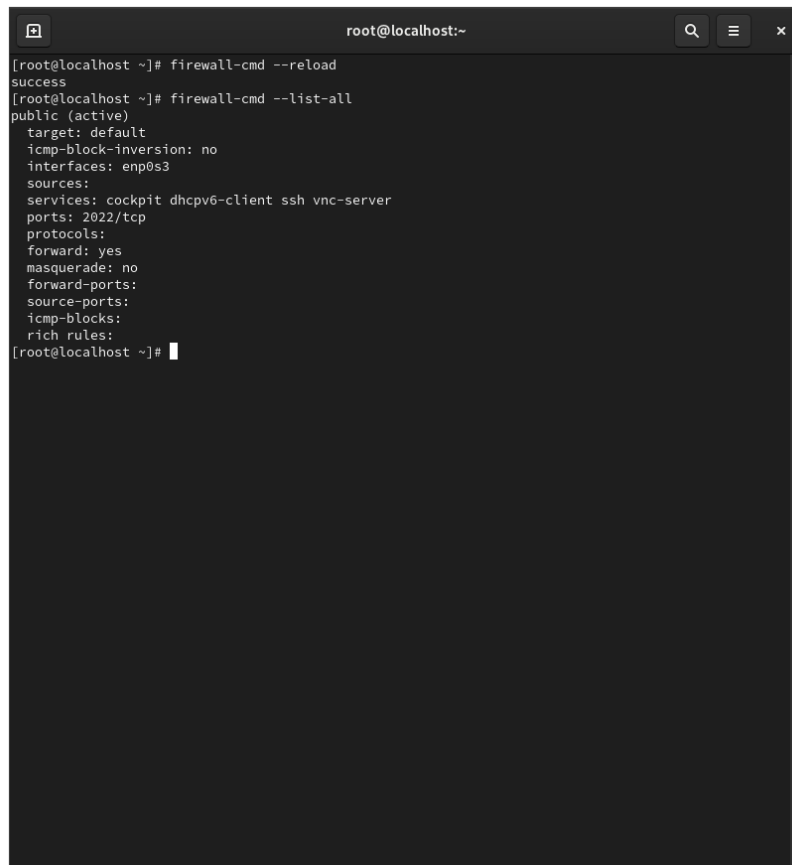 root@localhost:~
[root@localhost ~]# firewall-cmd --reload
success
[root@localhost ~]# firewall-cmd --list-all
public (active)
  target: default
  icmp-block-inversion: no
  interfaces: enp0s3
  sources:
  services: cockpit dhcpv6-client ssh vnc-server
  ports: 2022/tcp
  protocols:
  forward: yes
  masquerade: no
  forward-ports:
  source-ports:
  icmp-blocks:
  rich rules:
[root@localhost ~]#